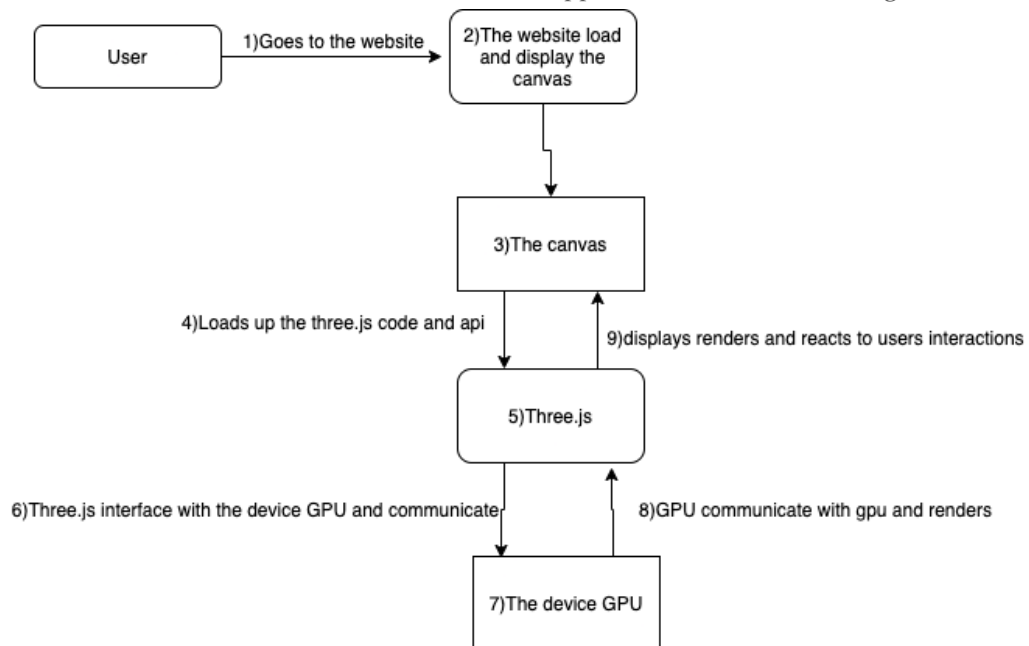 User
1)Goes to the website
2)The website load
and display the
canvas
3)The canvas
4)Loads up the three.js code and api
9)displays renders and reacts to users interactions
5)Three.js
6)Three.js interface with the device GPU and communicate
8)GPU communicate with gpu and renders
7)The device GPU